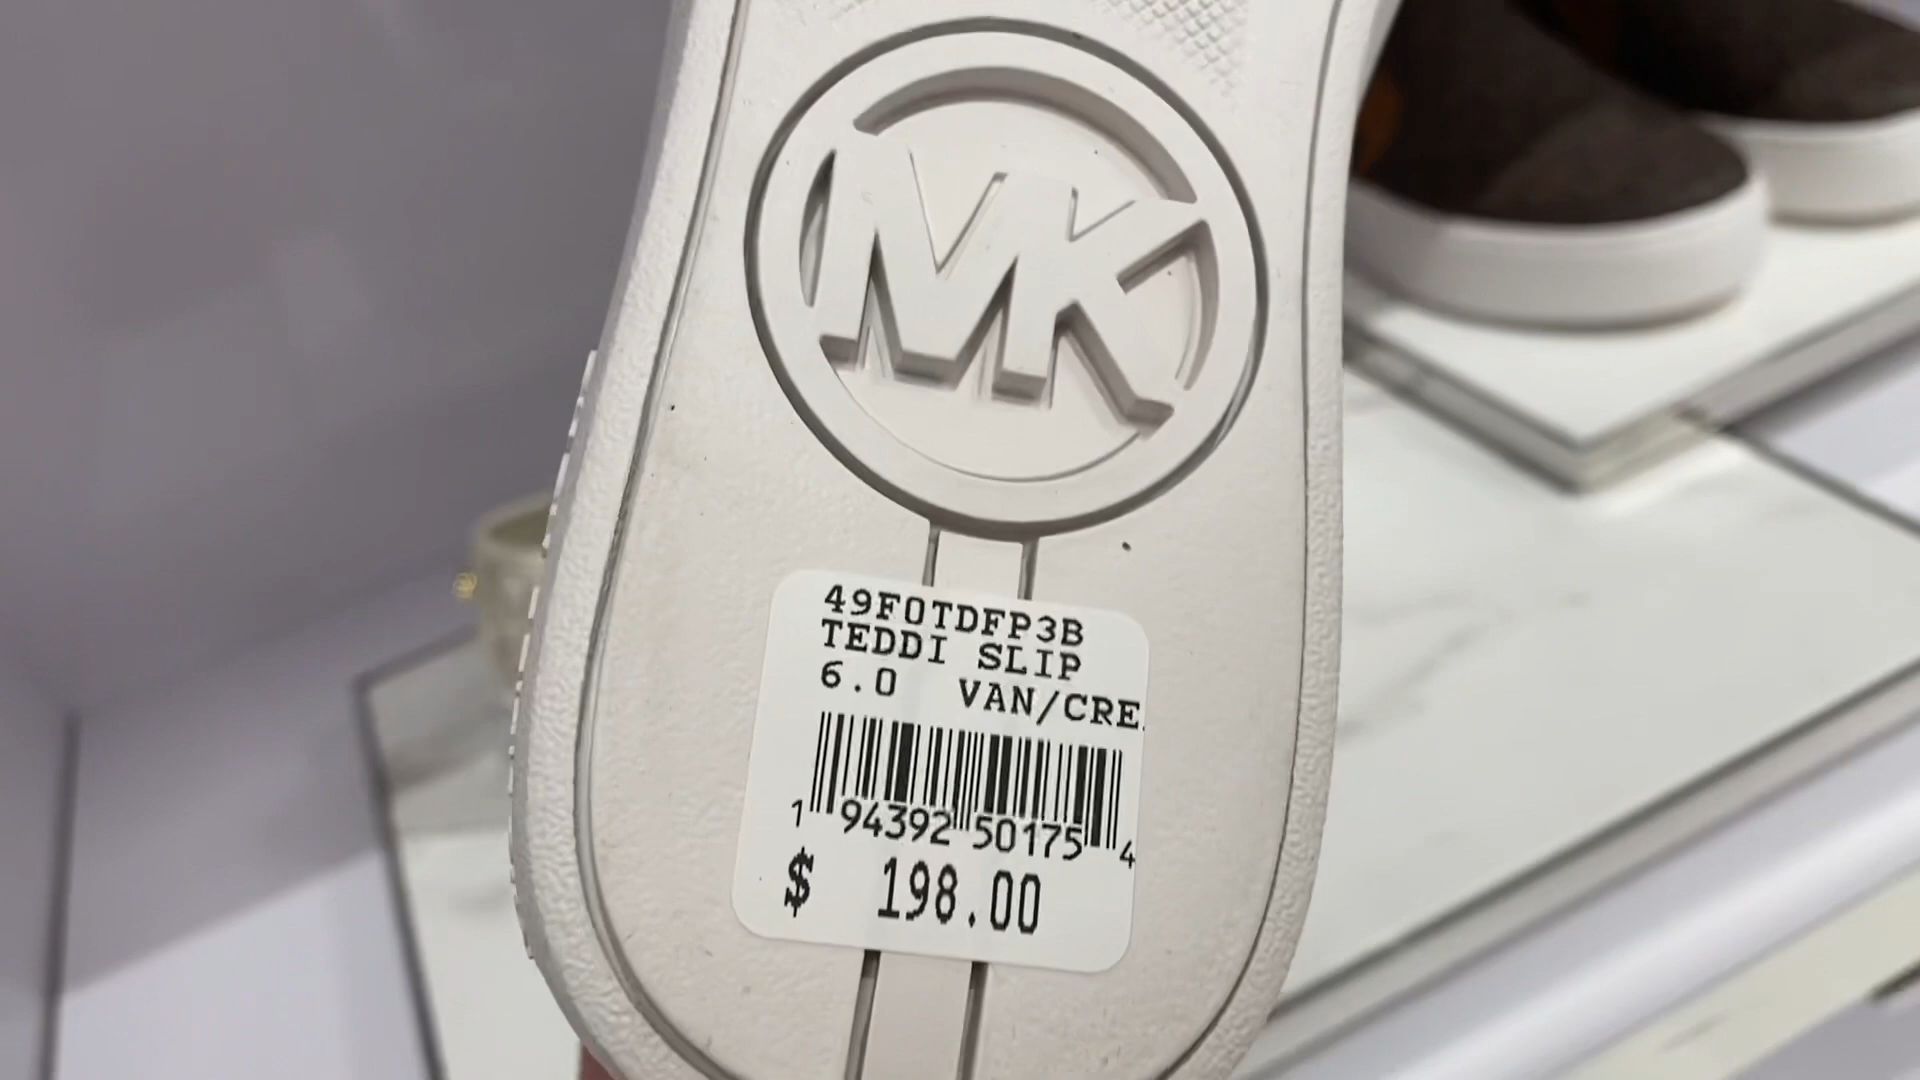 MK
49F0TDFP3B
TEDDI SLIP
6.0 VAN/CRE
1 94392 50175 4
$ 198.00